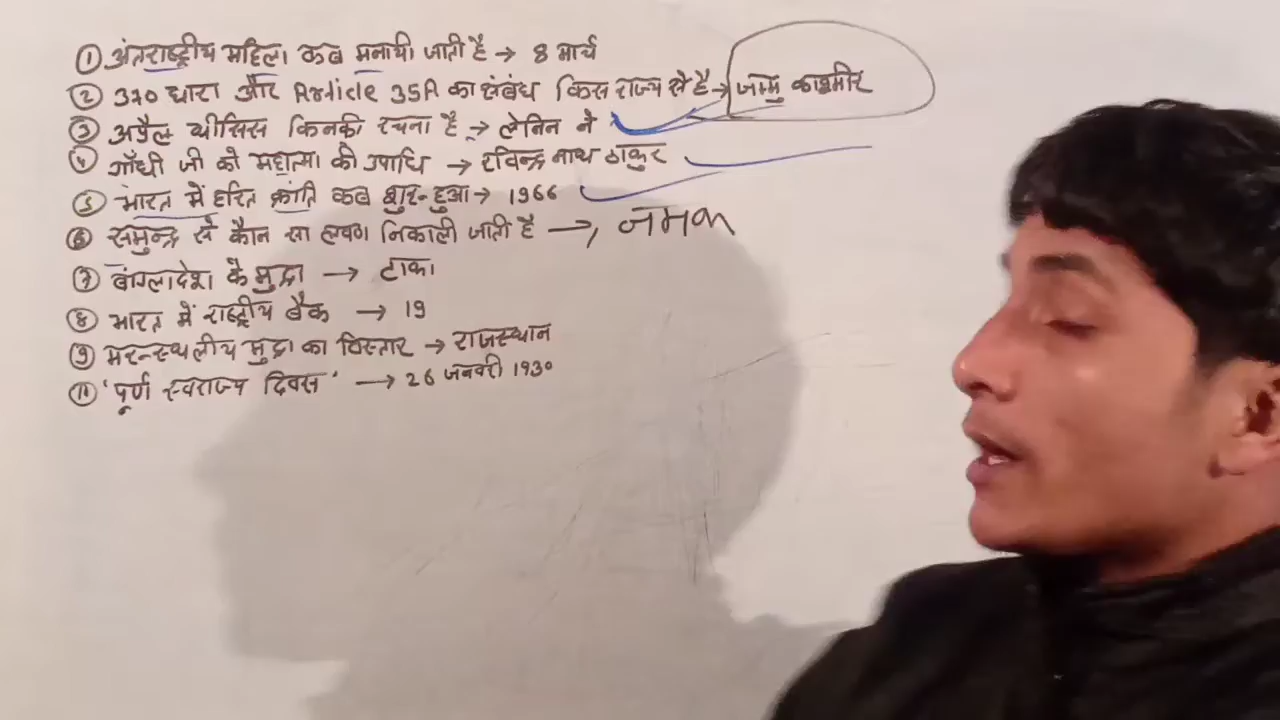 ① अंतराष्ट्रीय महिला कब मनायी जाती है → 8 मार्च
② 370 धारा और Article 35A का संबंध किस राज्य से है → जम्मु काश्मीर
③ अप्रैल थीसिस किनकी रचना है → लेनिन ने
④ गाँधी जी को महात्मा की उपाधि → रविन्द्र नाथ ठाकुर
⑤ भारत में हरित क्रांति कब शुरू हुआ → 1966
⑥ समुन्द्र से कौन सा लवण निकाली जाती है → नमक
⑦ बांग्लादेश के मुद्रा → टाका
⑧ भारत में राष्ट्रीय बैंक → 19
⑨ मरूस्थलीय मुद्रा का विस्तार → राजस्थान
⑩ 'पूर्ण स्वराज्य दिवस' → 26 जनवरी 1930